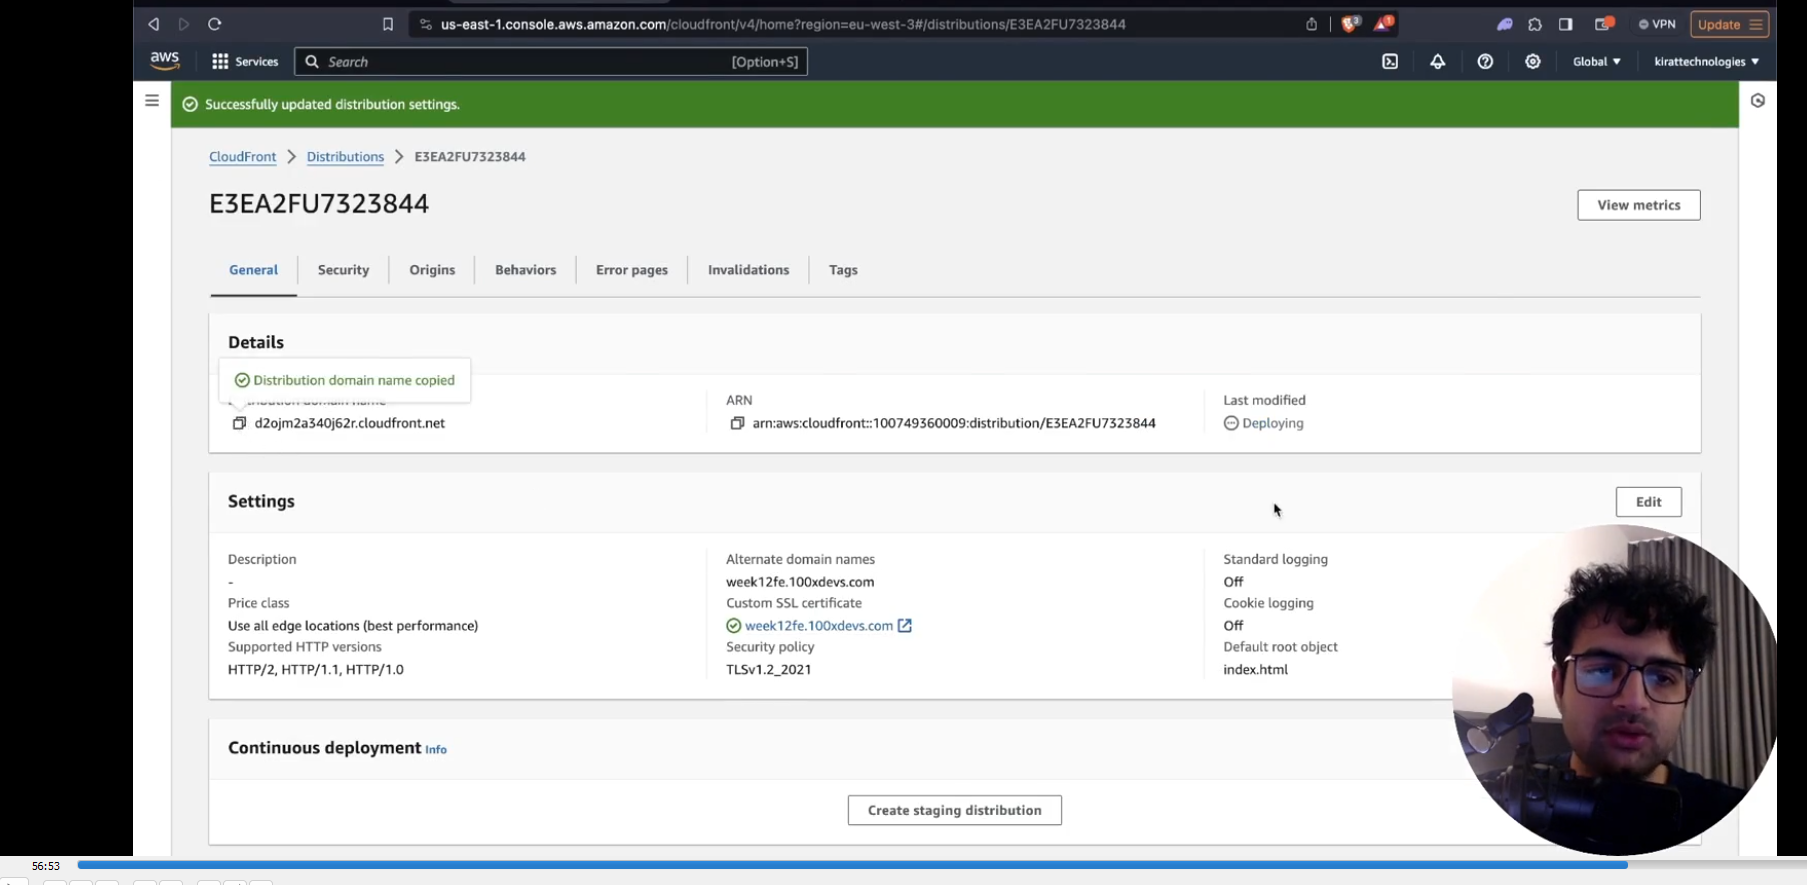 us-east-1.console.aws.amazon.com/cloudfront/v4/home?region=eu-west-3#/distributions/E3EA2FU7323844
3
1
VPN
Update
aws
Services
Search
[Option+S]
Global
kirattechnologies
Successfully updated distribution settings.
CloudFront
Distributions
E3EA2FU7323844
E3EA2FU7323844
View metrics
General
Security
Origins
Behaviors
Error pages
Invalidations
Tags
Details
Distribution domain name copied
d2ojm2a340j62r.cloudfront.net
ARN
arn:aws:cloudfront::100749360009:distribution/E3EA2FU7323844
Last modified
Deploying
Settings
Edit
Description
-
Price class
Use all edge locations (best performance)
Supported HTTP versions
HTTP/2, HTTP/1.1, HTTP/1.0
Alternate domain names
week12fe.100xdevs.com
Custom SSL certificate
week12fe.100xdevs.com
Security policy
TLSv1.2_2021
Standard logging
Off
Cookie logging
Off
Default root object
index.html
Continuous deployment Info
Create staging distribution
56:53